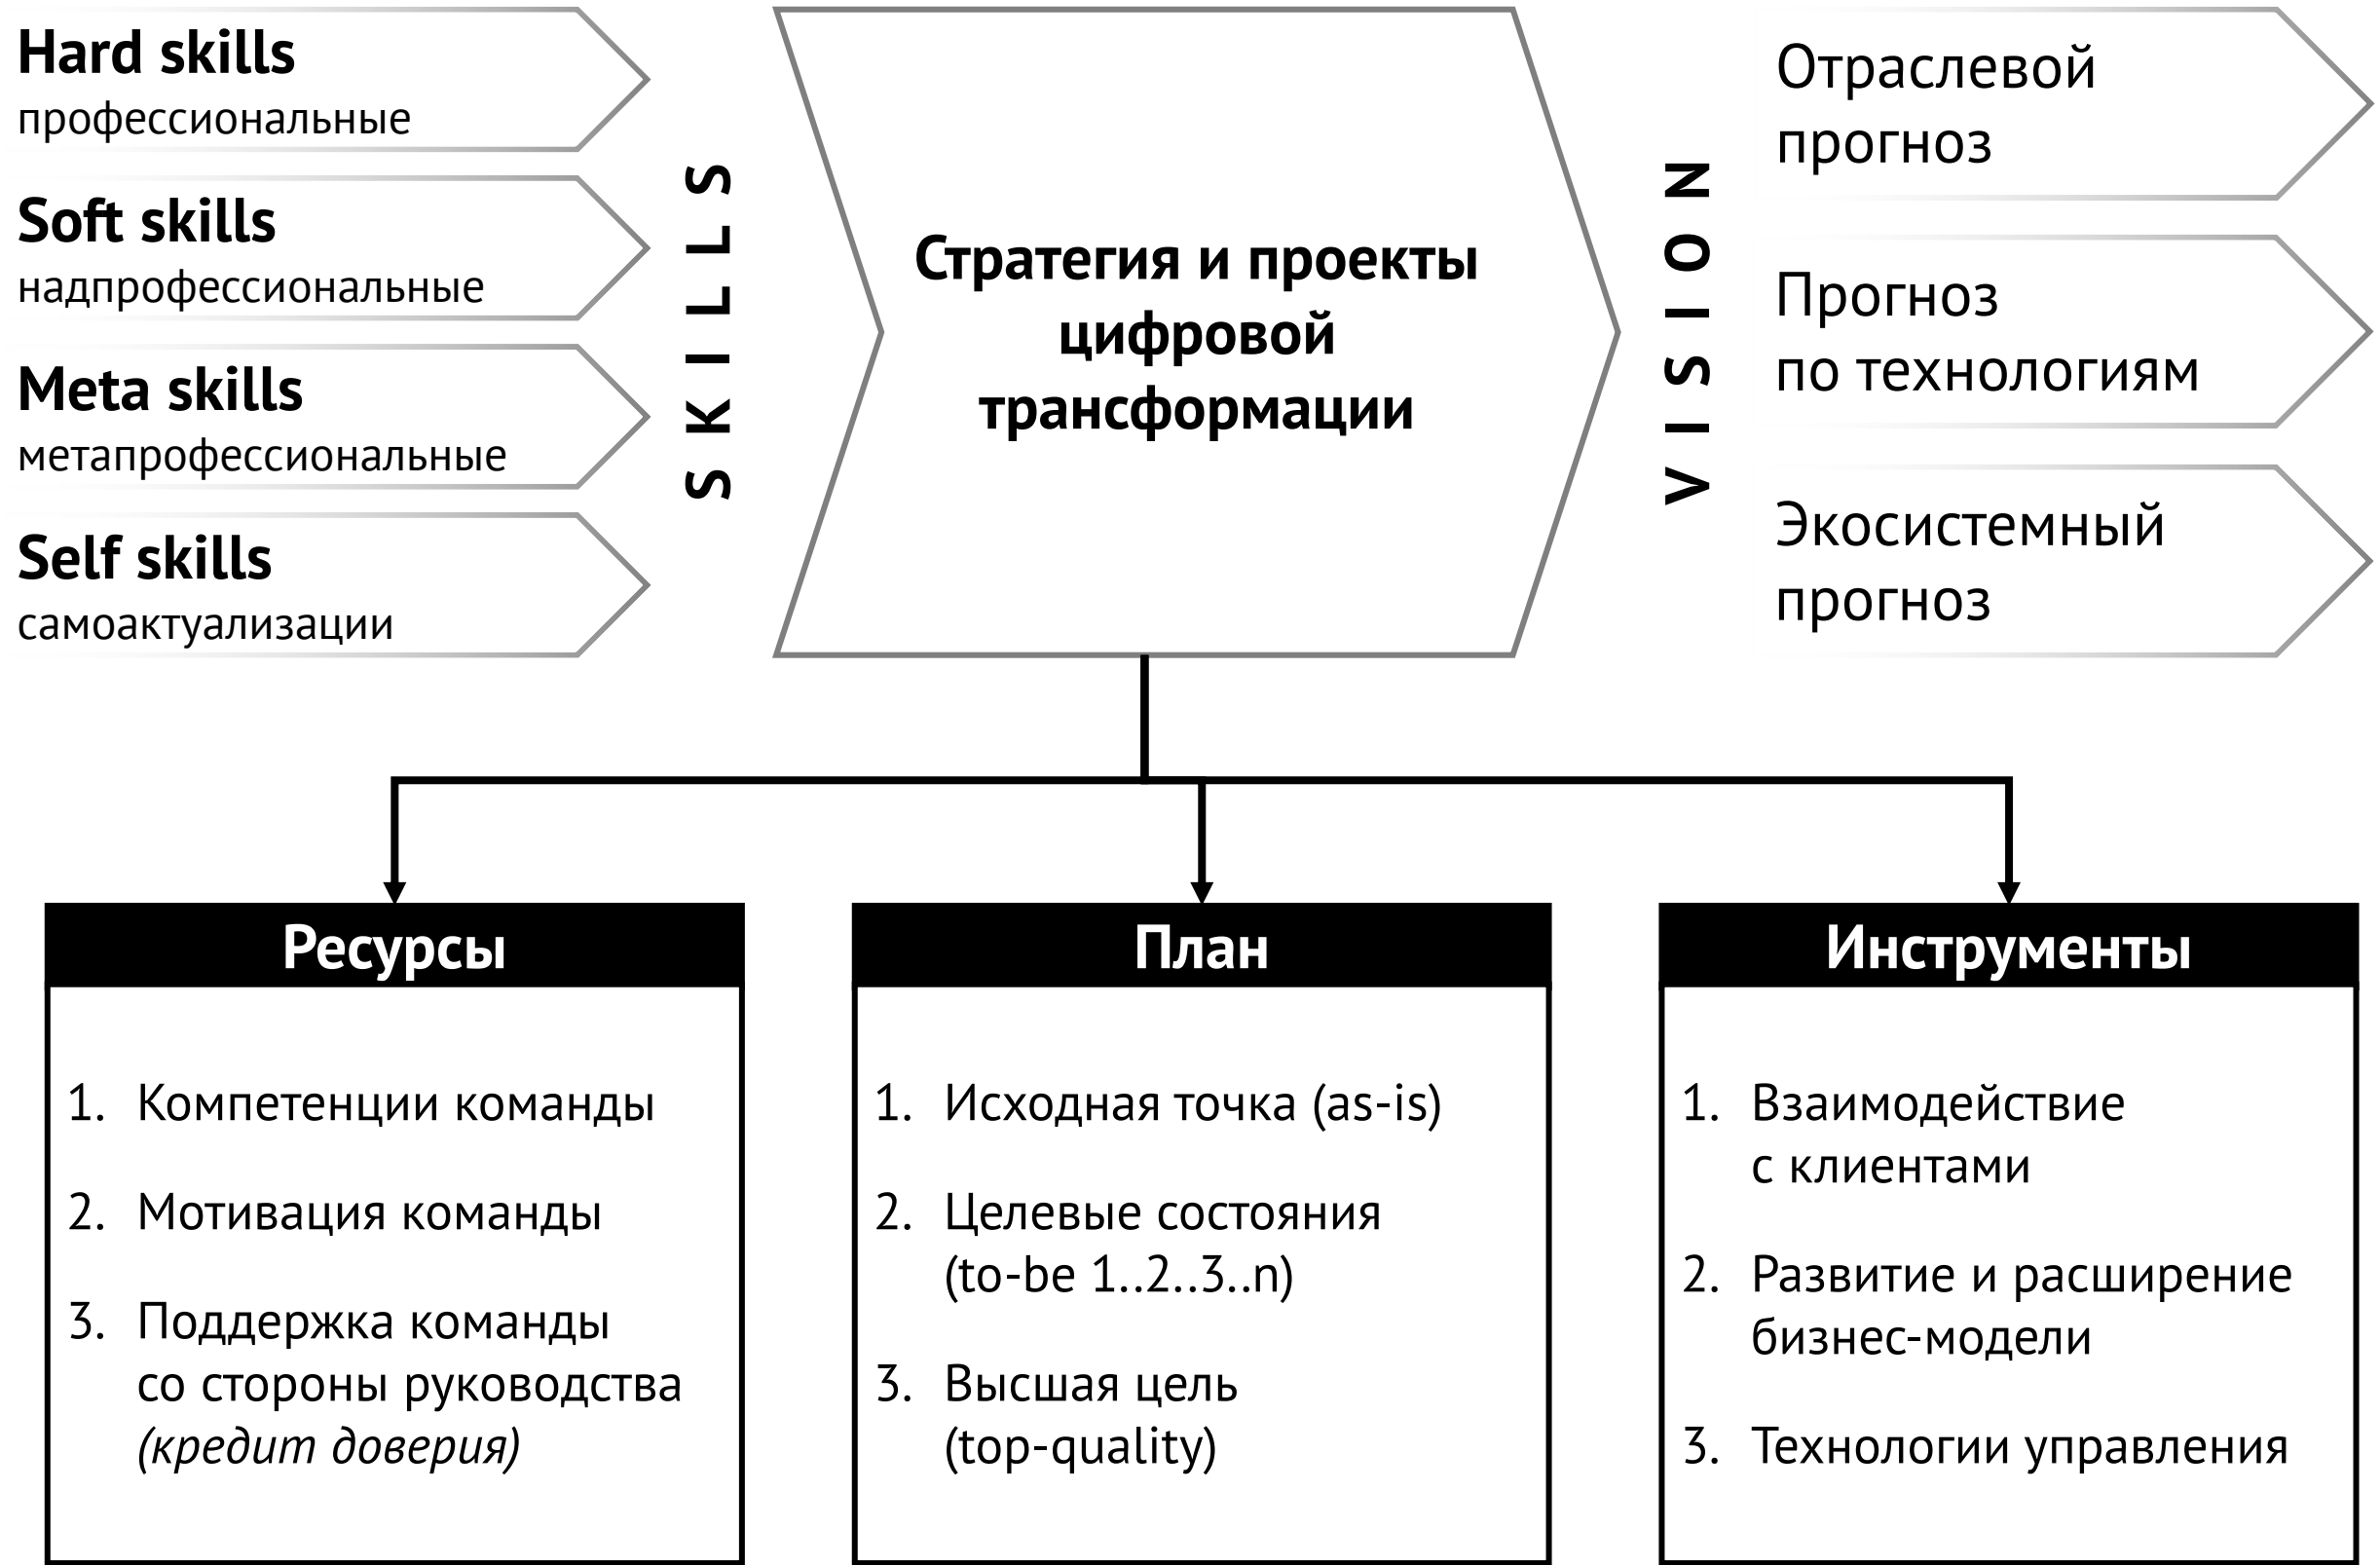 Hard skills
профессиональные
Soft skills
надпрофессиональные
Meta skills
метапрофессиональные
Self skills
самоактуализации
SKILLS
Стратегия и проекты
цифровой
трансформации
VISION
Отраслевой
прогноз
Прогноз
по технологиям
Экосистемный
прогноз
Ресурсы
1. Компетенции команды
2. Мотивация команды
3. Поддержка команды
со стороны руководства
(кредит доверия)
План
1. Исходная точка (as-is)
2. Целевые состояния
(to-be 1..2..3..n)
3. Высшая цель
(top-quality)
Инструменты
1. Взаимодействие
с клиентами
2. Развитие и расширение
бизнес-модели
3. Технологии управления